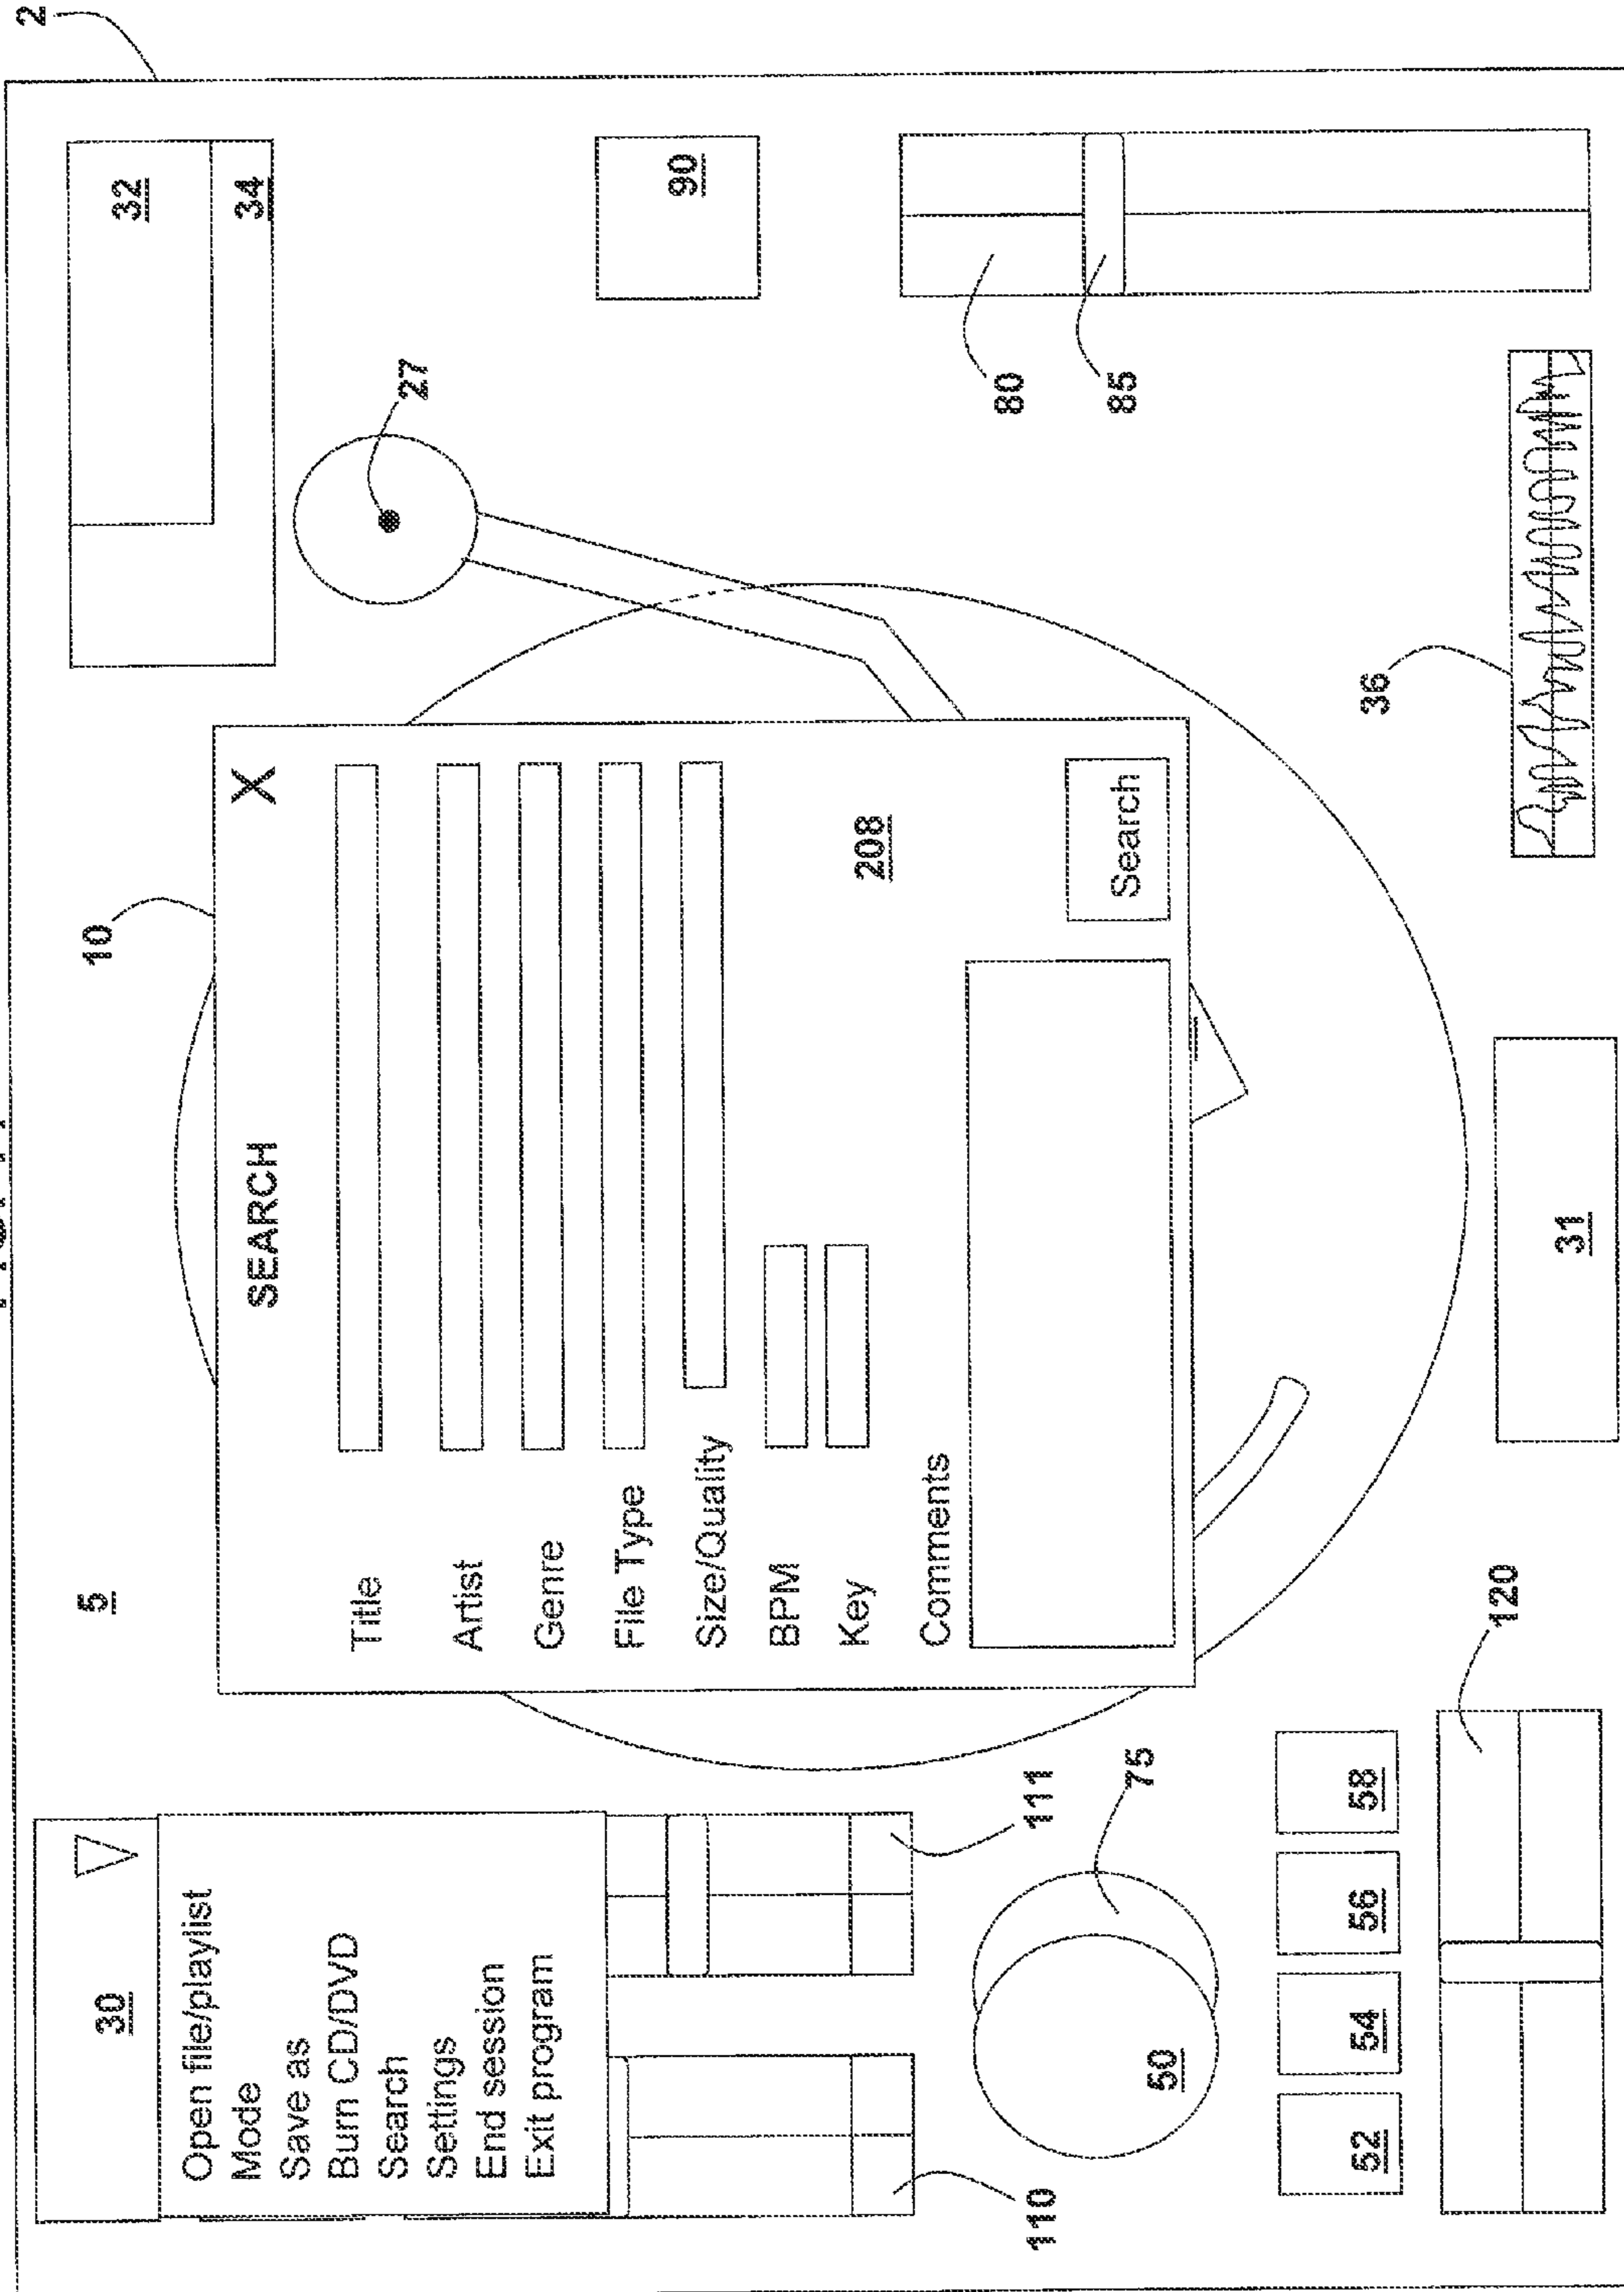 2
30
Open file/playlist
Mode
Save as
Burn CD/DVD
Search
Settings
End session
Exit program
5
10
32
34
SEARCH X
Title
Artist
Genre
File Type
Size/Quality
BPM
Key
Comments
208
Search
27
90
80
85
110
111
50
75
52
54
56
58
120
31
36